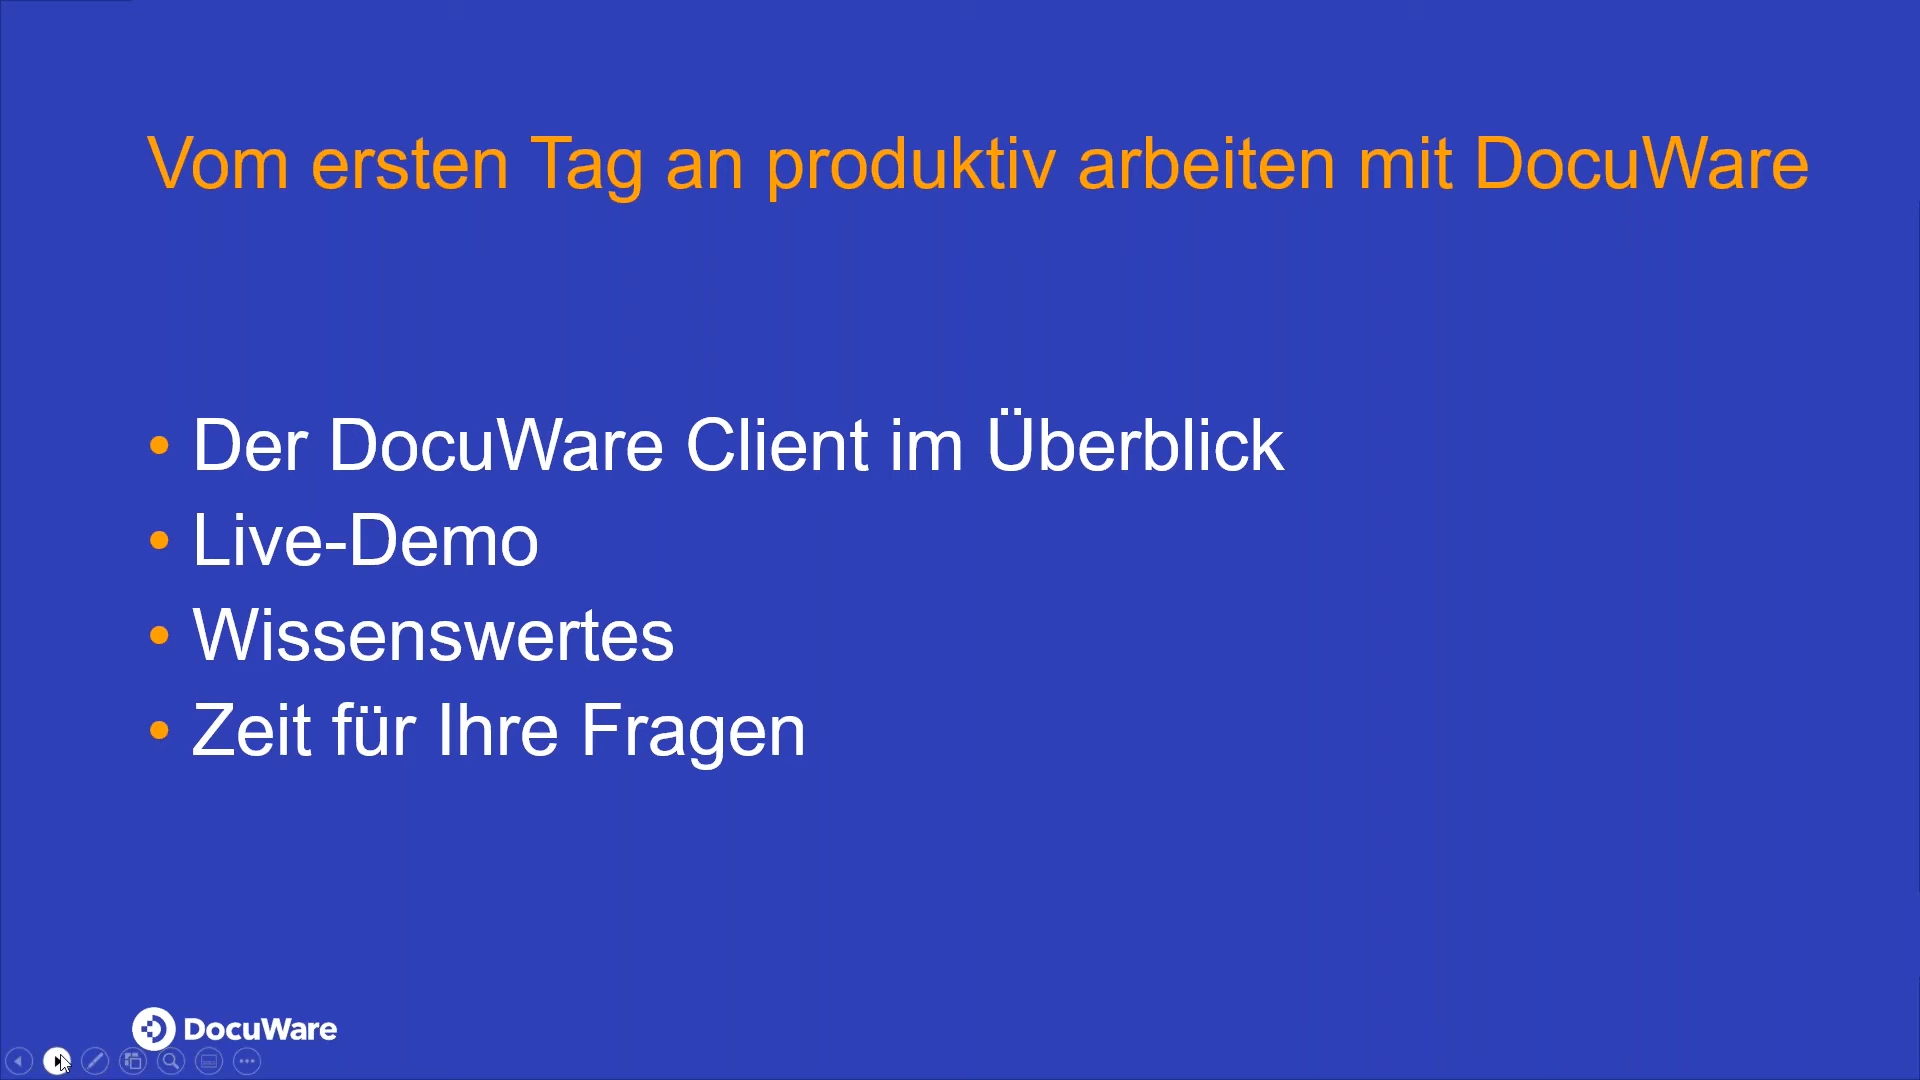 Vom ersten Tag an produktiv arbeiten mit DocuWare
• Der DocuWare Client im Überblick
• Live-Demo
• Wissenswertes
• Zeit für Ihre Fragen
DocuWare